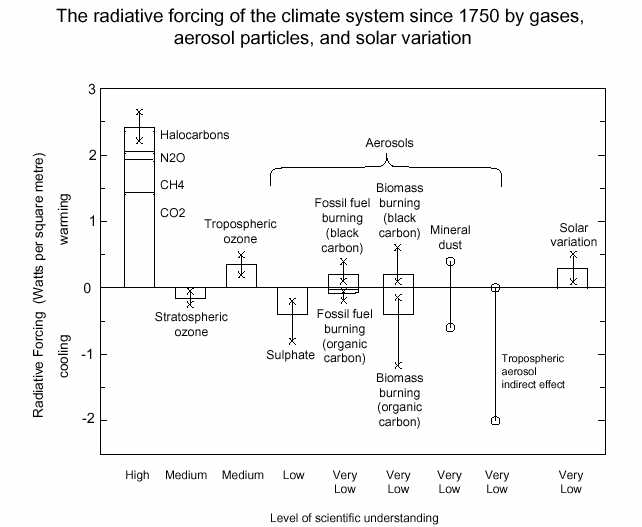 The radiative forcing of the climate system since 1750 by gases,
aerosol particles, and solar variation
3
2
1
0
-1
-2
Radiative Forcing (Watts per square metre)
warming
cooling
Halocarbons
N2O
CH4
CO2
Stratospheric
ozone
Tropospheric
ozone
Aerosols
Sulphate
Fossil fuel
burning
(black
carbon)
Fossil fuel
burning
(organic
carbon)
Biomass
burning
(black
carbon)
Biomass
burning
(organic
carbon)
Mineral
dust
Tropospheric
aerosol
indirect effect
Solar
variation
High
Medium
Medium
Low
Very
Low
Very
Low
Very
Low
Very
Low
Very
Low
Level of scientific understanding